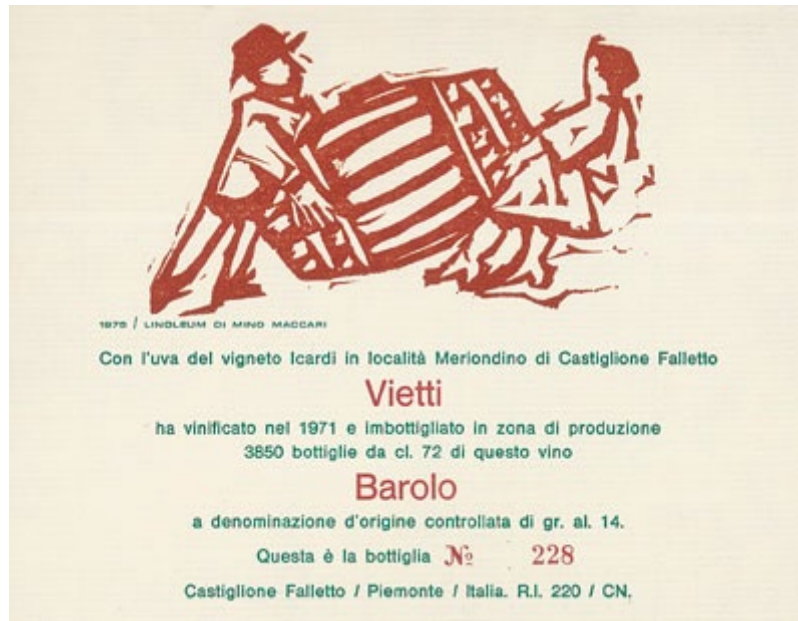 1975 / LINOLEUM DI MINO MACCARI
Con l'uva del vigneto Icardi in località Meriondino di Castiglione Falletto
Vietti
ha vinificato nel 1971 e imbottigliato in zona di produzione
3850 bottiglie da cl. 72 di questo vino
Barolo
a denominazione d'origine controllata di gr. al. 14.
Questa è la bottiglia № 228
Castiglione Falletto / Piemonte / Italia. R.I. 220 / CN.